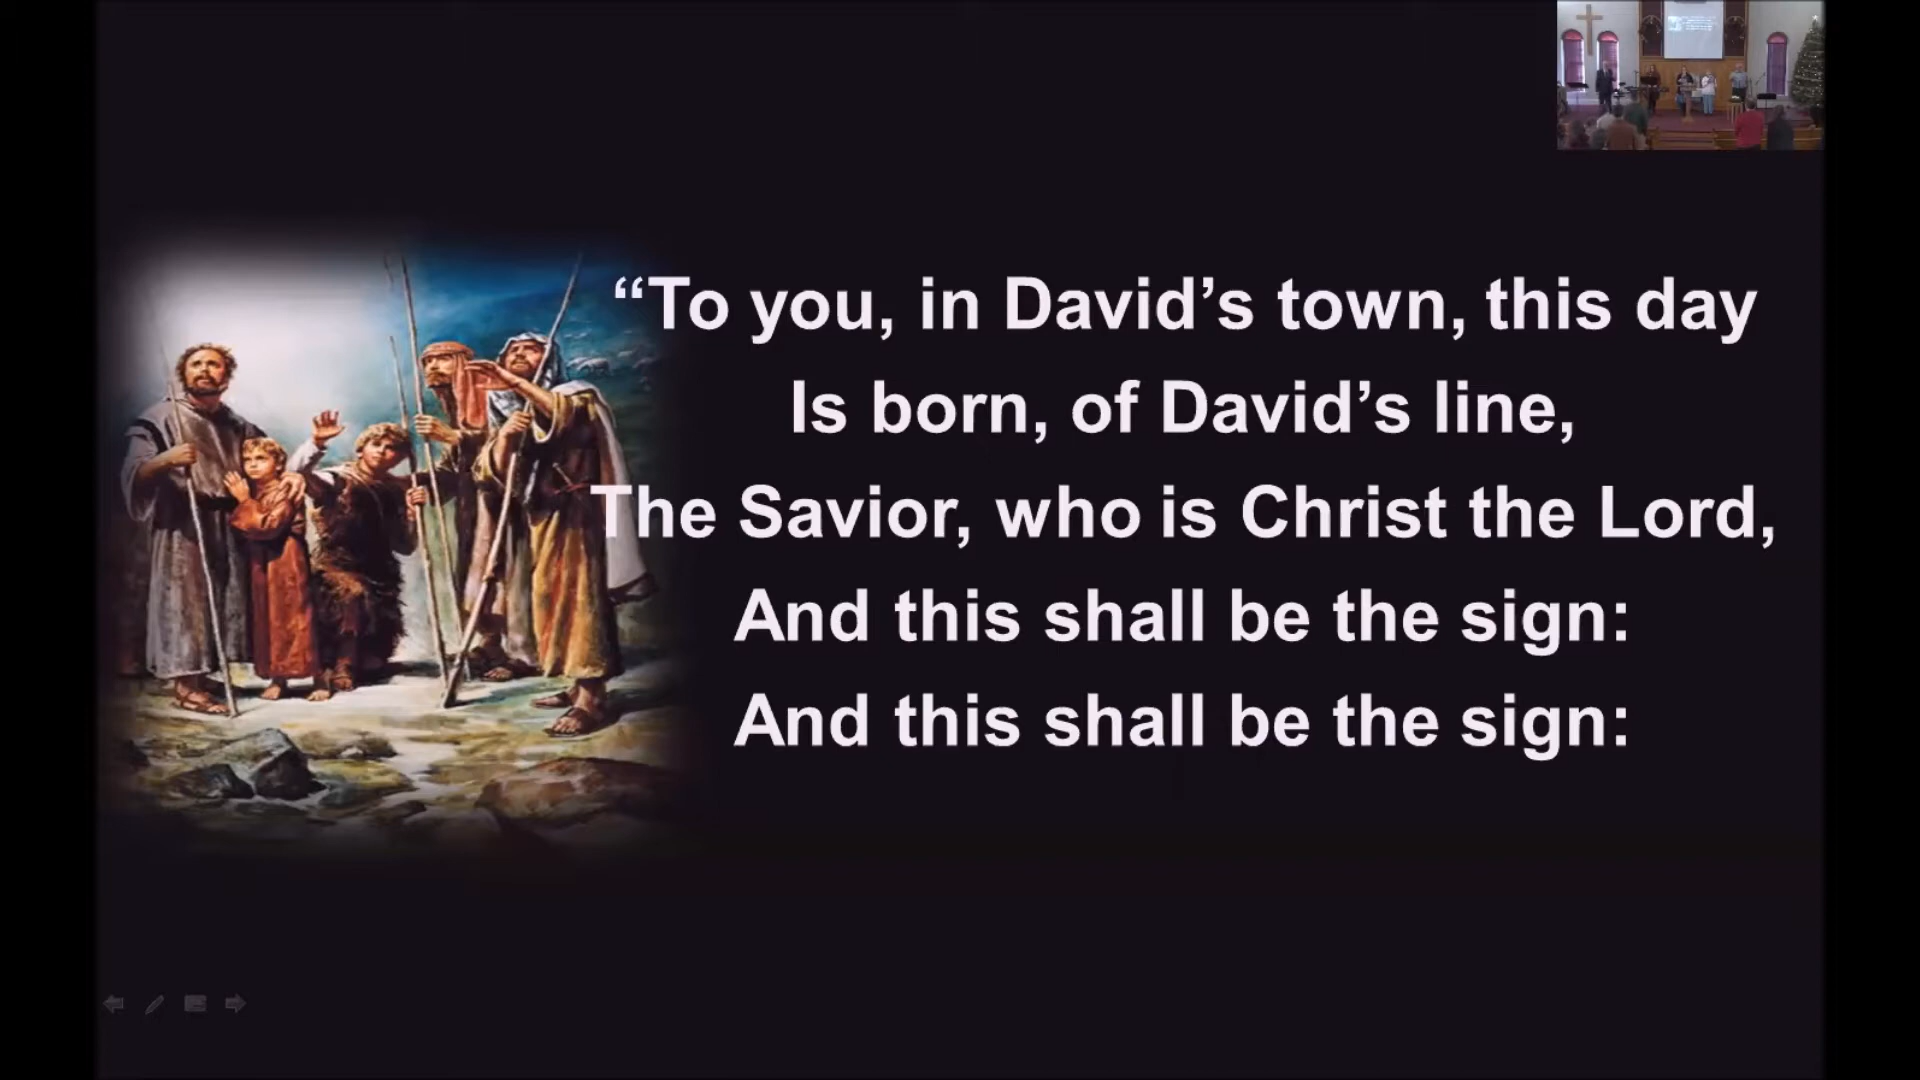 “To you, in David’s town, this day
Is born, of David’s line,
The Savior, who is Christ the Lord,
And this shall be the sign:
And this shall be the sign: